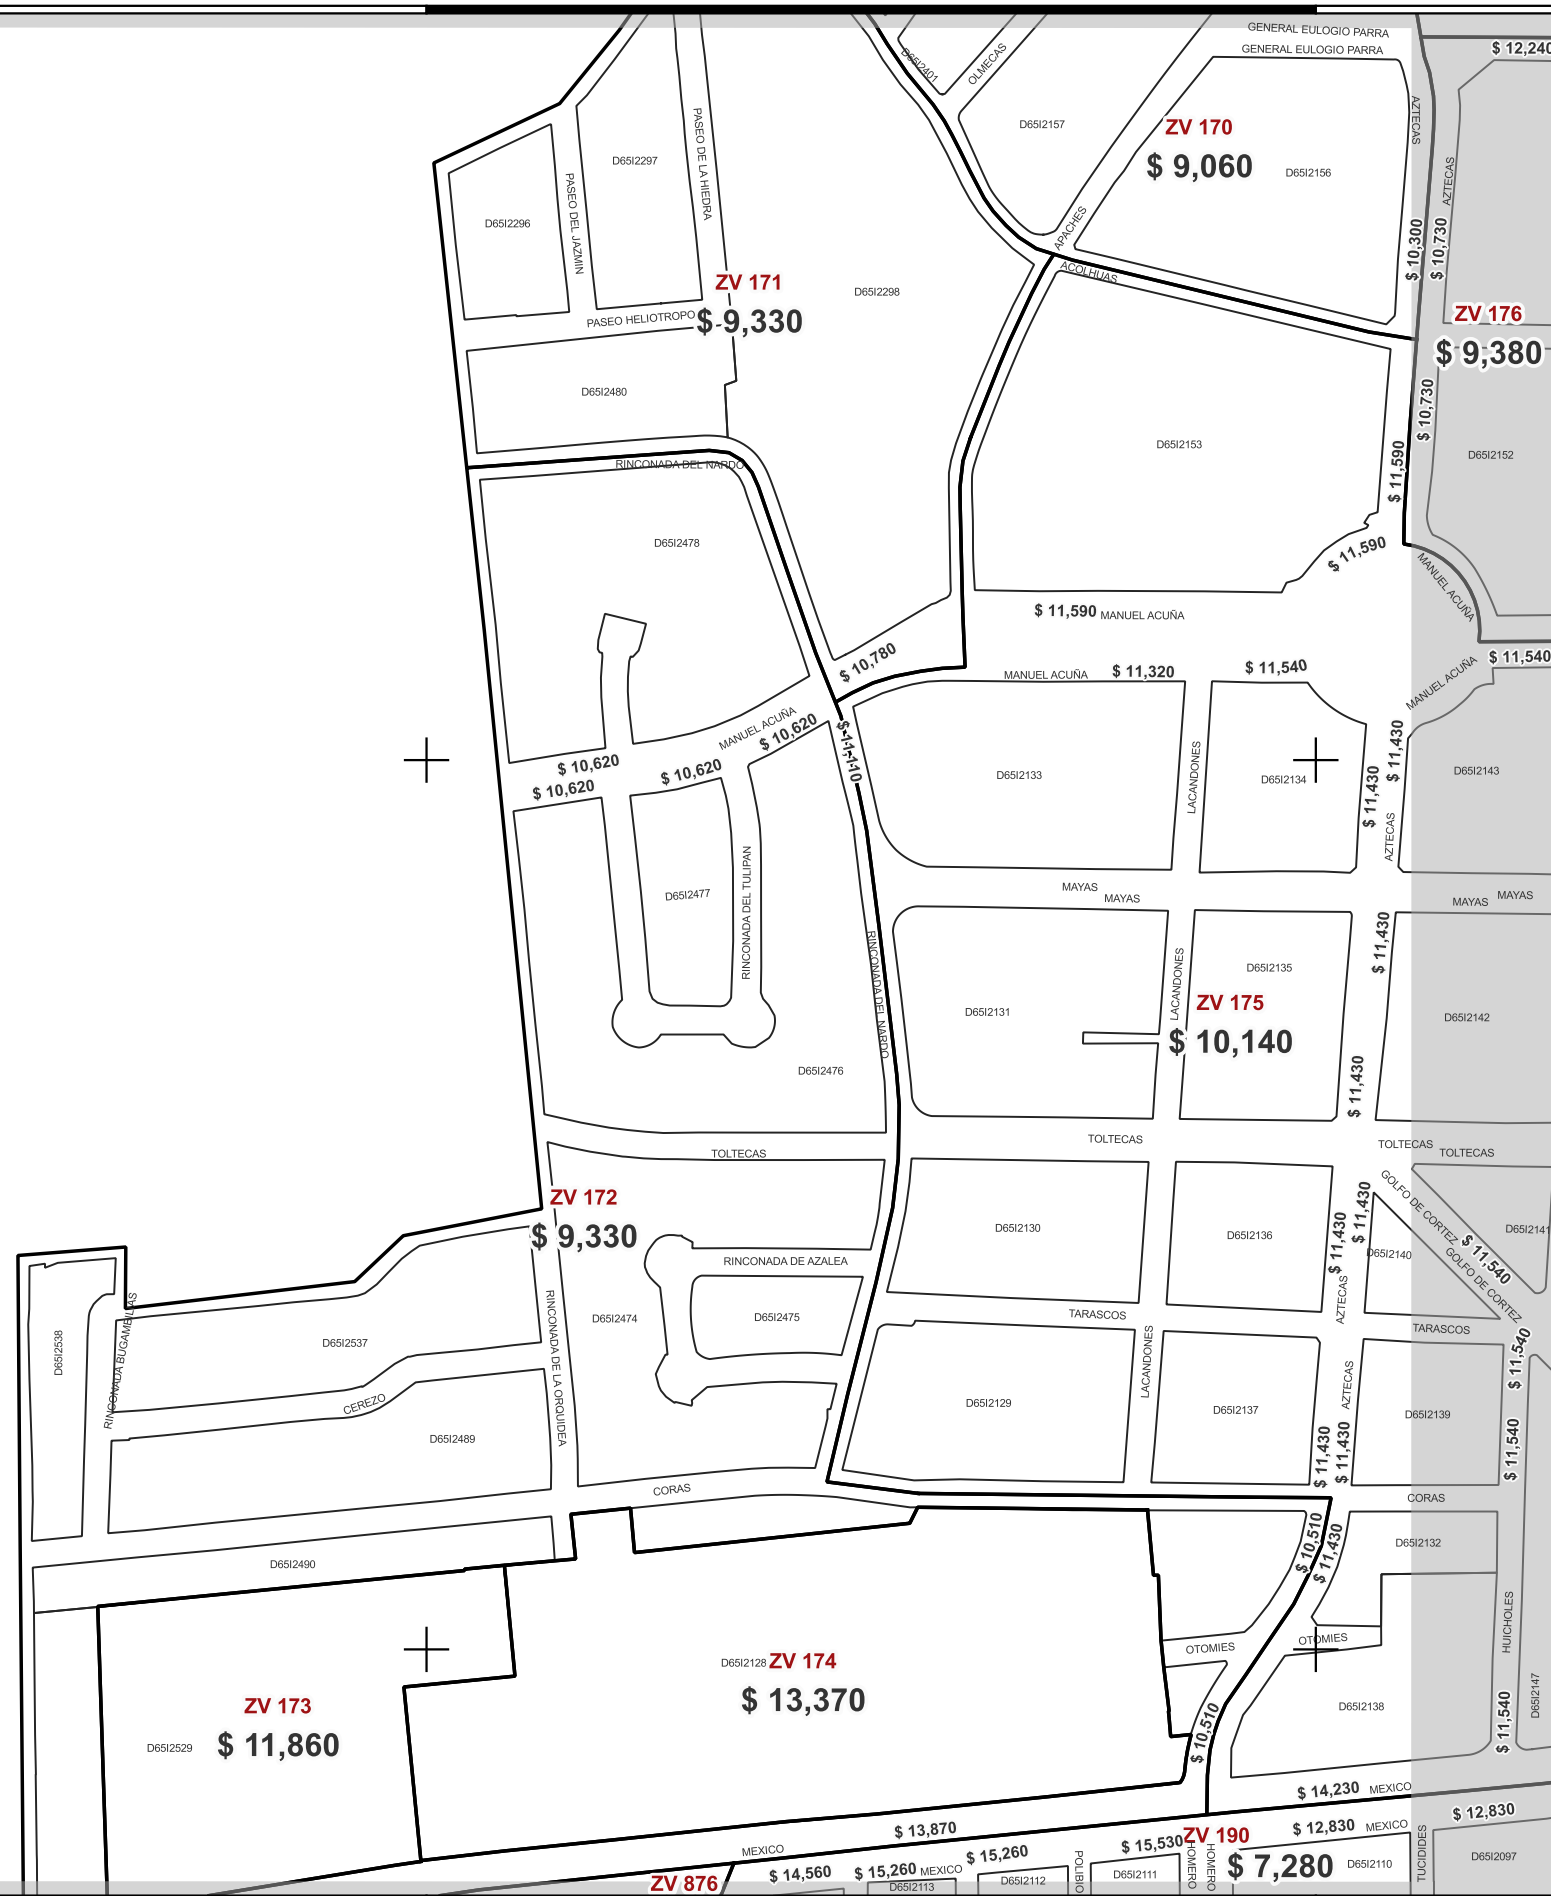 GENERAL EULOGIO PARRA
GENERAL EULOGIO PARRA
$ 12,240
D65I2401
OLMECAS
AZTECAS
PASEO DE LA HIEDRA
D65I2157
ZV 170
$ 9,060
D65I2156
AZTECAS
D65I2297
PASEO DEL JAZMIN
D65I2296
APACHES
$ 10,300
$ 10,730
ACOLHUAS
ZV 171
$ 9,330
D65I2298
PASEO HELIOTROPO
ZV 176
$ 9,380
D65I2480
$ 10,730
D65I2153
$ 11,590
D65I2152
RINCONADA DEL NARDO
D65I2478
$ 11,590
MANUEL ACUÑA
$ 11,590
MANUEL ACUÑA
$ 10,780
MANUEL ACUÑA
$ 11,320
$ 11,540
MANUEL ACUÑA
$ 11,540
MANUEL ACUÑA
$ 10,620
$ 11,110
$ 10,620
$ 10,620
$ 10,620
D65I2133
LACANDONES
D65I2134
$ 11,430
$ 11,430
AZTECAS
D65I2143
D65I2477
RINCONADA DEL TULIPAN
MAYAS
MAYAS
MAYAS
MAYAS
$ 11,430
RINCONADA DEL NARDO
LACANDONES
D65I2135
ZV 175
$ 10,140
D65I2131
D65I2142
D65I2476
$ 11,430
TOLTECAS
TOLTECAS
TOLTECAS
TOLTECAS
ZV 172
$ 9,330
D65I2130
D65I2136
$ 11,430
$ 11,430
GOLFO DE CORTEZ
D65I2140
$ 11,540
GOLFO DE CORTEZ
D65I2141
RINCONADA DE AZALEA
AZTECAS
D65I2474
D65I2475
TARASCOS
TARASCOS
RINCONADA BUGAMBILIAS
D65I2538
D65I2537
RINCONADA DE LA ORQUIDEA
LACANDONES
$ 11,540
CEREZO
AZTECAS
D65I2129
D65I2137
D65I2139
D65I2489
$ 11,430
$ 11,430
$ 11,540
CORAS
CORAS
$ 10,510
$ 11,430
D65I2132
D65I2490
HUICHOLES
OTOMIES
OTOMIES
D65I2128
ZV 174
$ 13,370
ZV 173
$ 11,860
D65I2529
$ 10,510
D65I2138
$ 11,540
D65I2147
$ 14,230
MEXICO
$ 13,870
$ 12,830
MEXICO
$ 12,830
ZV 190
$ 7,280
MEXICO
$ 15,530
$ 15,260
MEXICO
$ 15,260
$ 14,560
ZV 876
POLIBIO
HOMERO
HOMERO
TUCIDIDES
D65I2113
D65I2112
D65I2111
D65I2110
D65I2097